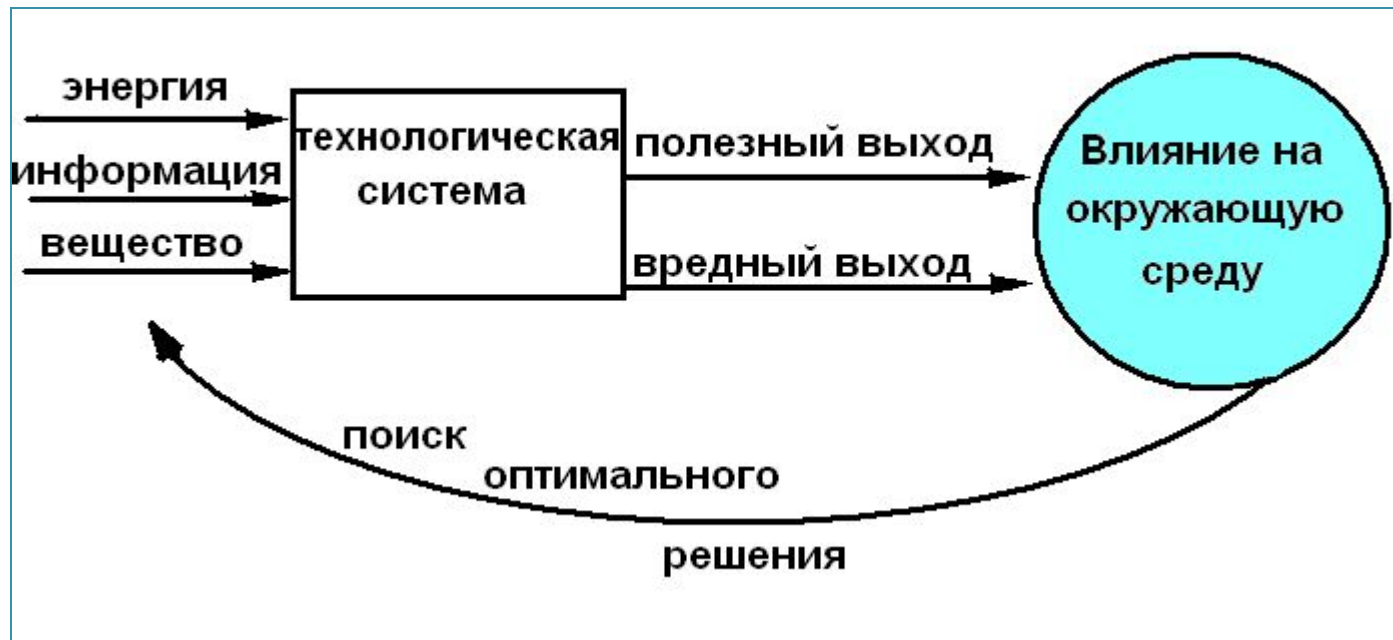 энергия
информация
вещество
технологическая
система
полезный выход
вредный выход
Влияние на
окружающую
среду
поиск
оптимального
решения